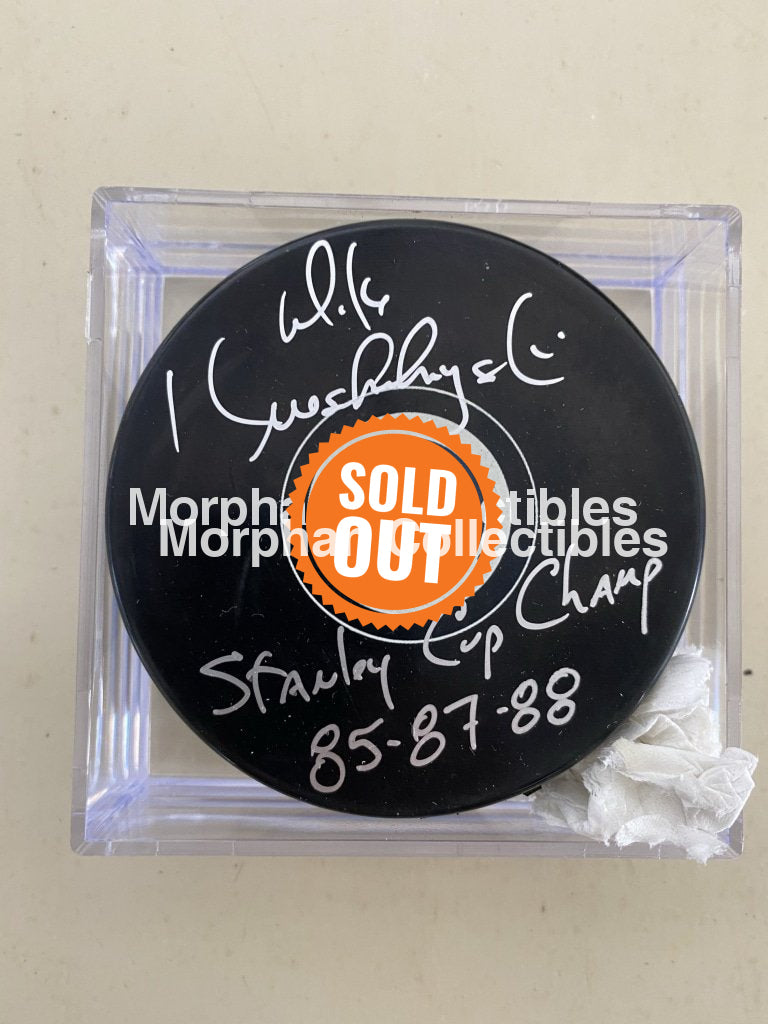 Mike
Krushelnyski
SOLD
OUT
Morphan Collectibles
Morphan Collectibles
Stanley Cup Champ
85-87-88